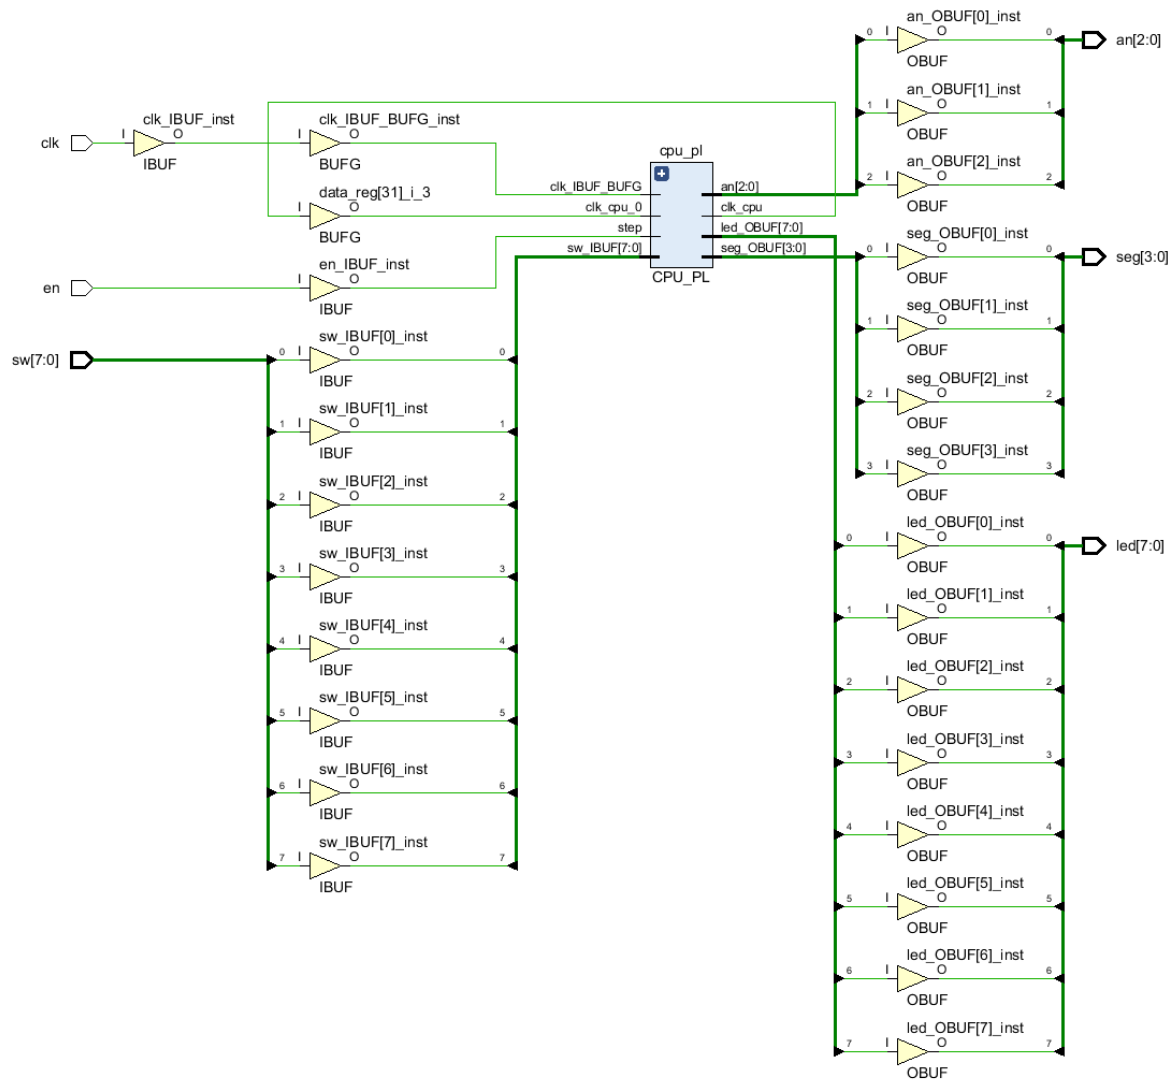 clk
I
clk_IBUF_inst
O
IBUF
I
clk_IBUF_BUFG_inst
O
BUFG
I
data_reg[31]_i_3
O
BUFG
en
I
en_IBUF_inst
O
IBUF
sw[7:0]
0
I
sw_IBUF[0]_inst
O
IBUF
0
1
I
sw_IBUF[1]_inst
O
IBUF
1
2
I
sw_IBUF[2]_inst
O
IBUF
2
3
I
sw_IBUF[3]_inst
O
IBUF
3
4
I
sw_IBUF[4]_inst
O
IBUF
4
5
I
sw_IBUF[5]_inst
O
IBUF
5
6
I
sw_IBUF[6]_inst
O
IBUF
6
7
I
sw_IBUF[7]_inst
O
IBUF
7
cpu_pl
clk_IBUF_BUFG
clk_cpu_0
step
sw_IBUF[7:0]
an[2:0]
clk_cpu
led_OBUF[7:0]
seg_OBUF[3:0]
CPU_PL
0
I
an_OBUF[0]_inst
O
OBUF
0
an[2:0]
1
I
an_OBUF[1]_inst
O
OBUF
1
2
I
an_OBUF[2]_inst
O
OBUF
2
0
I
seg_OBUF[0]_inst
O
OBUF
0
seg[3:0]
1
I
seg_OBUF[1]_inst
O
OBUF
1
2
I
seg_OBUF[2]_inst
O
OBUF
2
3
I
seg_OBUF[3]_inst
O
OBUF
3
0
I
led_OBUF[0]_inst
O
OBUF
0
led[7:0]
1
I
led_OBUF[1]_inst
O
OBUF
1
2
I
led_OBUF[2]_inst
O
OBUF
2
3
I
led_OBUF[3]_inst
O
OBUF
3
4
I
led_OBUF[4]_inst
O
OBUF
4
5
I
led_OBUF[5]_inst
O
OBUF
5
6
I
led_OBUF[6]_inst
O
OBUF
6
7
I
led_OBUF[7]_inst
O
OBUF
7